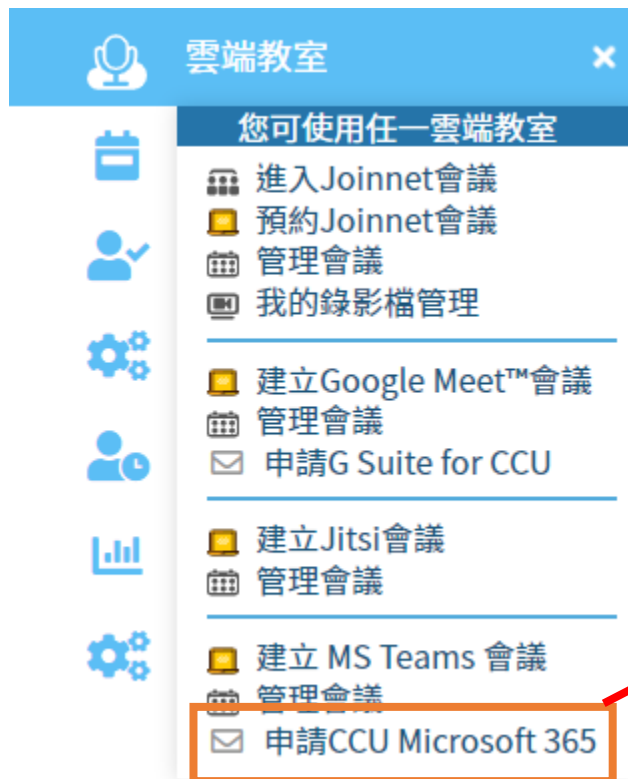 雲端教室
您可使用任一雲端教室
進入Joinnet會議
預約Joinnet會議
管理會議
我的錄影檔管理
建立Google Meet™會議
管理會議
申請G Suite for CCU
建立Jitsi會議
管理會議
建立 MS Teams 會議
管理會議
申請CCU Microsoft 365